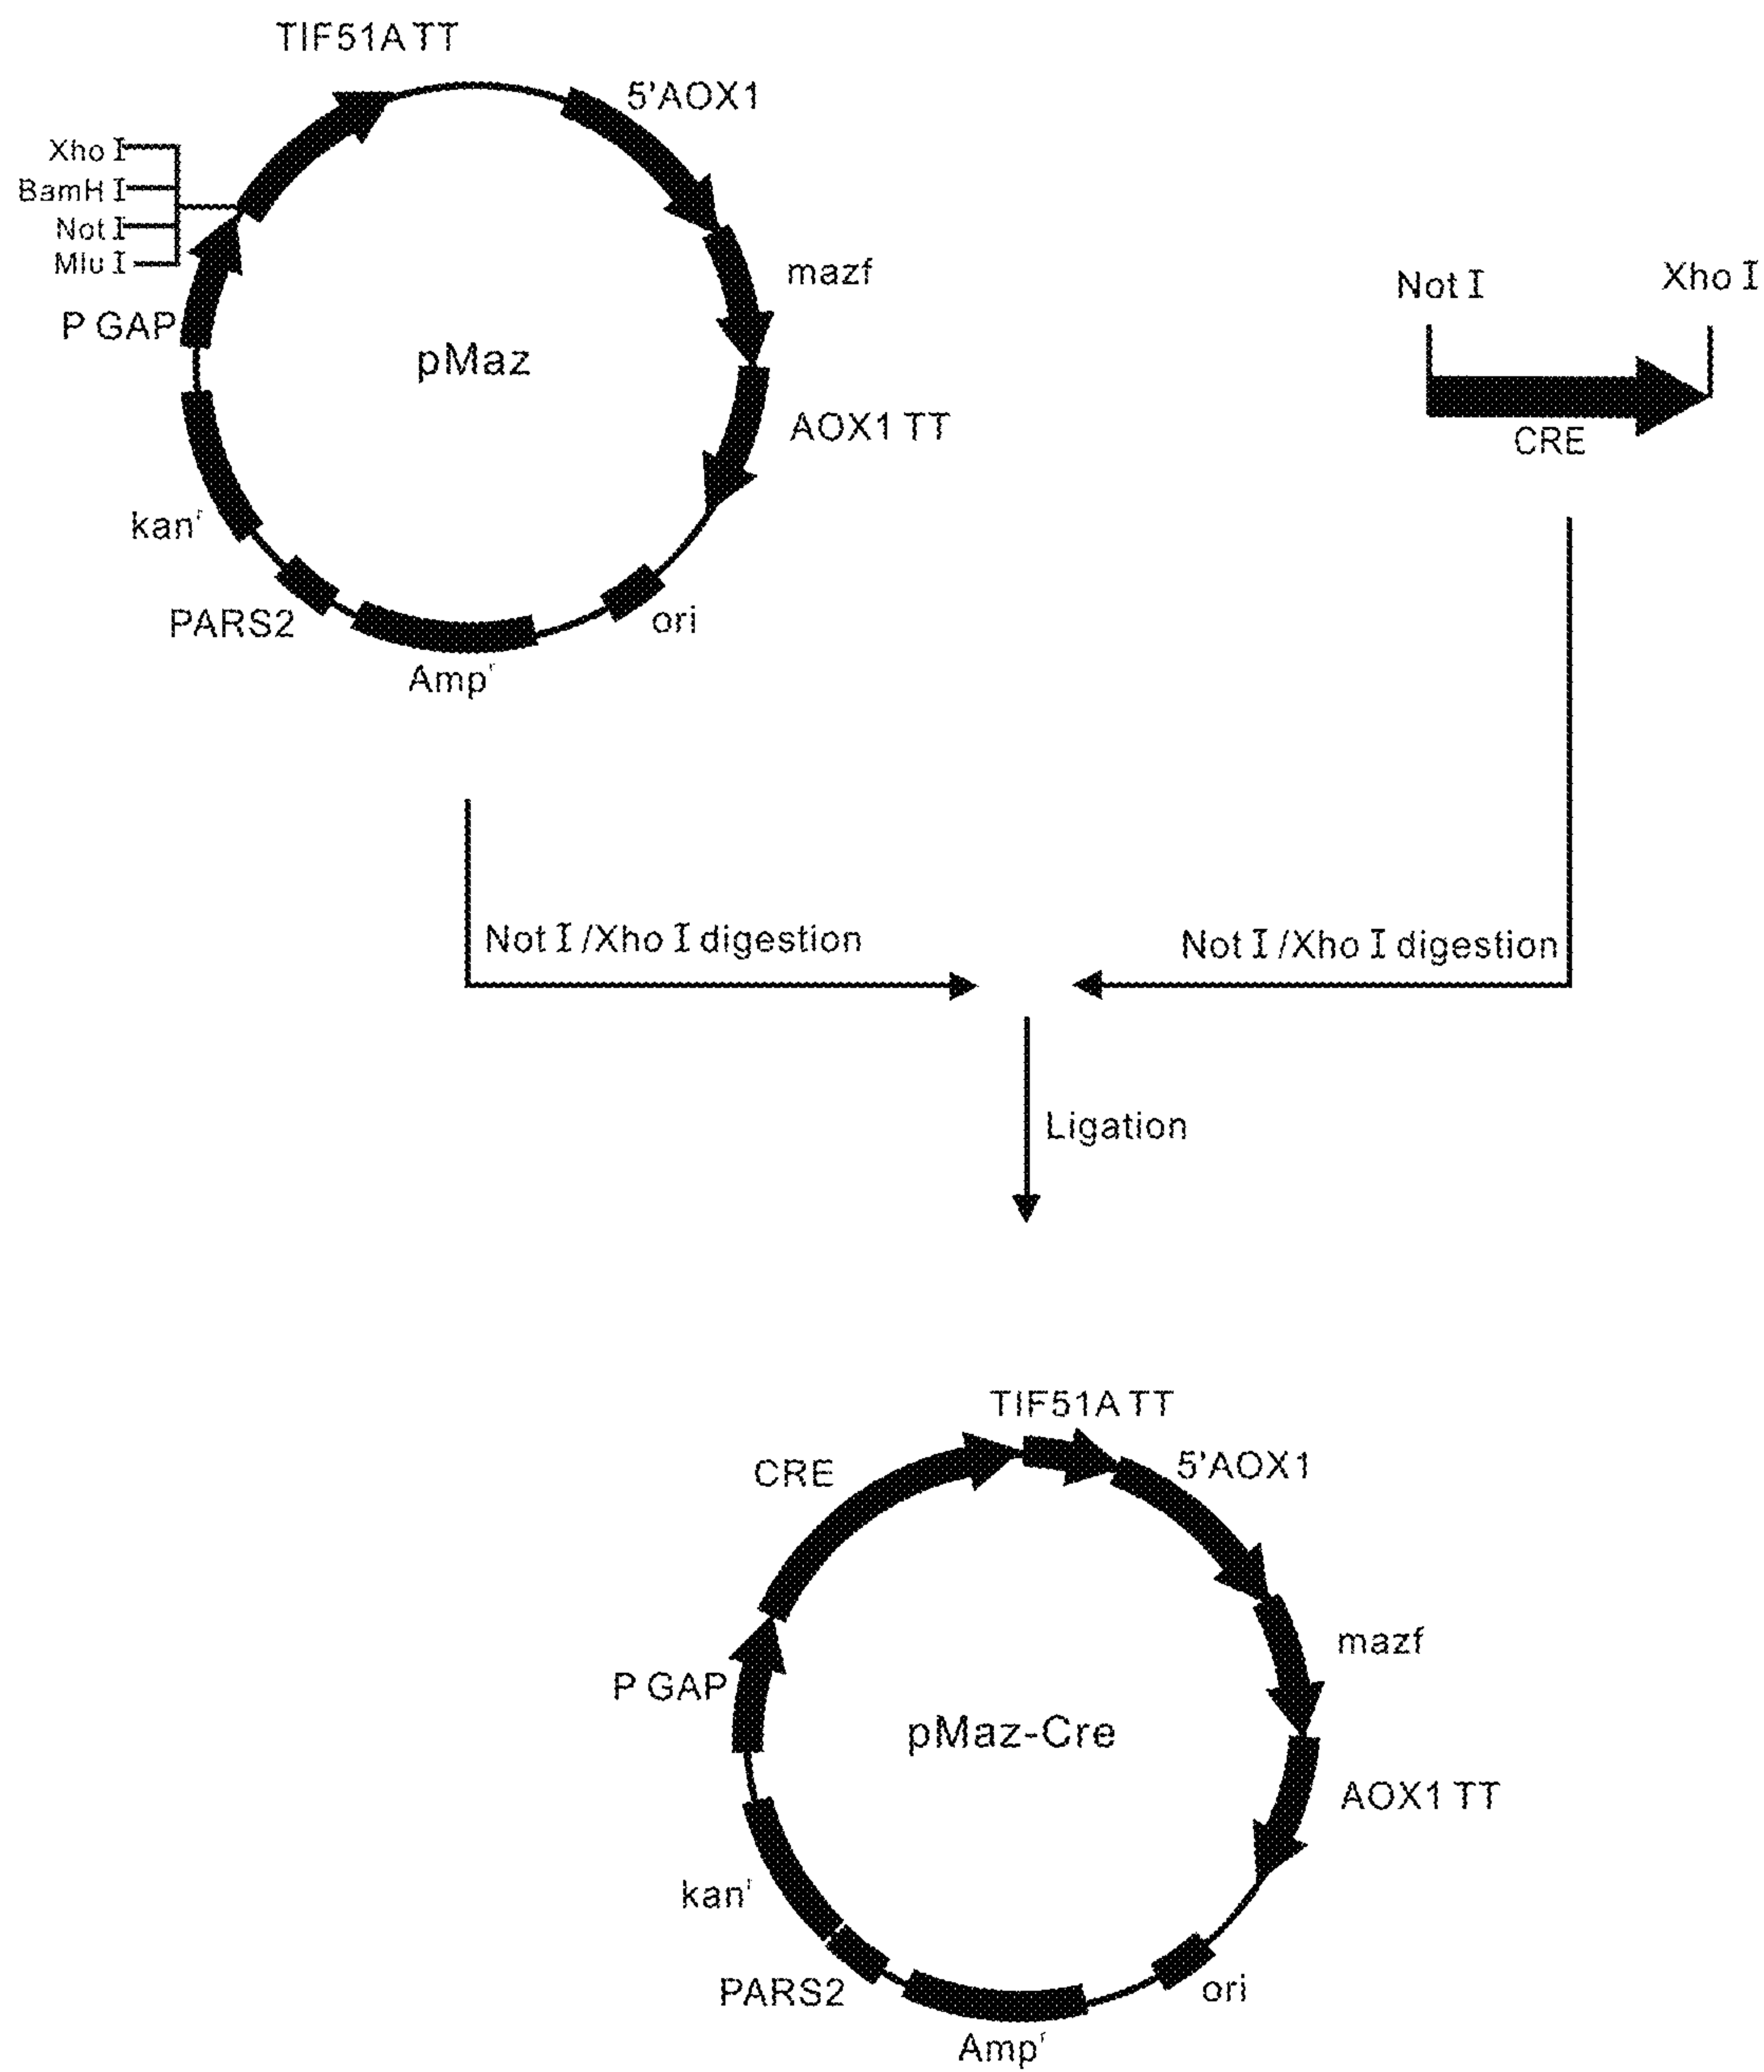 TIF51A TT
5'AOX1
Xho I
BamH I
Not I
Mlu I
mazf
P GAP
pMaz
AOX1 TT
kanʳ
PARS2
ori
Ampʳ
Not I
Xho I
CRE
Not I/Xho I digestion
Not I/Xho I digestion
Ligation
TIF51A TT
CRE
5'AOX1
mazf
P GAP
pMaz-Cre
AOX1 TT
kanʳ
PARS2
ori
Ampʳ